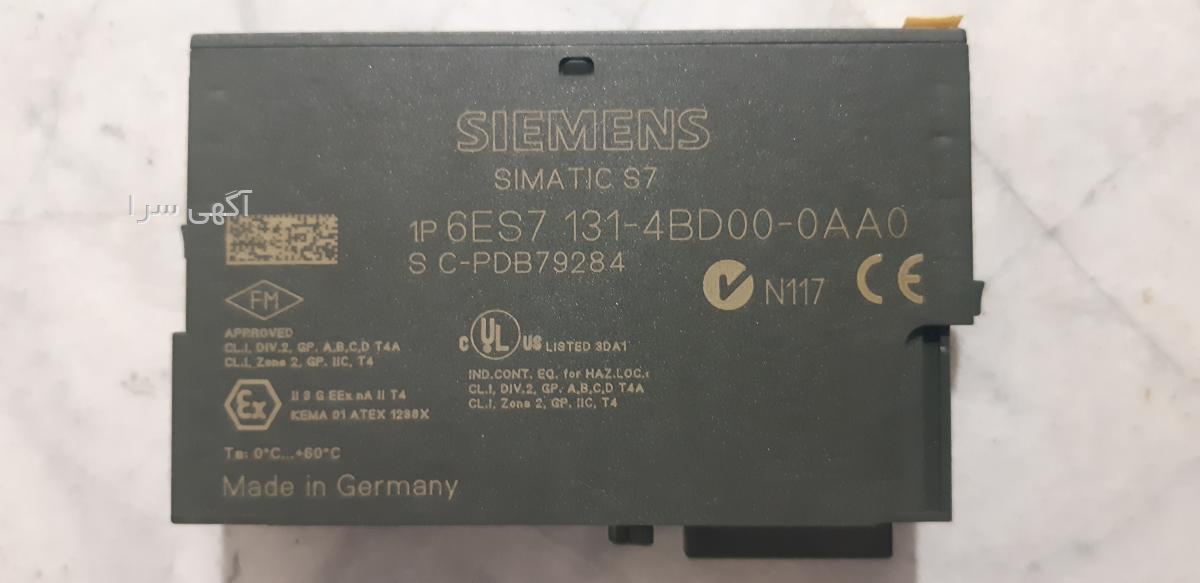 SIEMENS
SIMATIC S7
آگهی سرا
1P 6ES7 131-4BD00-0AA0
S C-PDB79284
N117 CE
FM
APPROVED
CL.I, DIV.2, GP. A,B,C,D T4A
CL.I, Zone 2, GP. IIC, T4
C UL US LISTED 3DA1
IND.CONT. EQ. for HAZ.LOC.:
CL.I, DIV.2, GP. A,B,C,D T4A
CL.I, Zone 2, GP. IIC, T4
Ex
II 3 G EEx nA II T4
KEMA 01 ATEX 1238X
Ta: 0°C...+60°C
Made in Germany